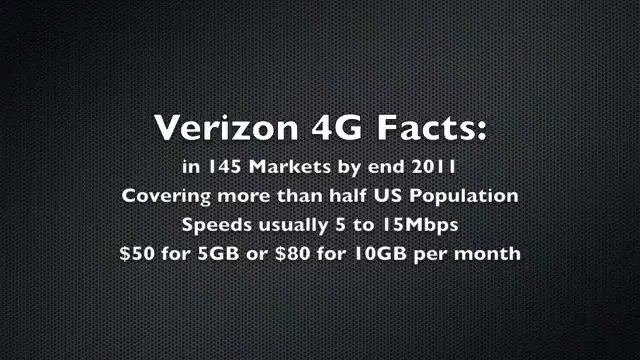 Verizon 4G Facts:
in 145 Markets by end 2011
Covering more than half US Population
Speeds usually 5 to 15Mbps
$50 for 5GB or $80 for 10GB per month